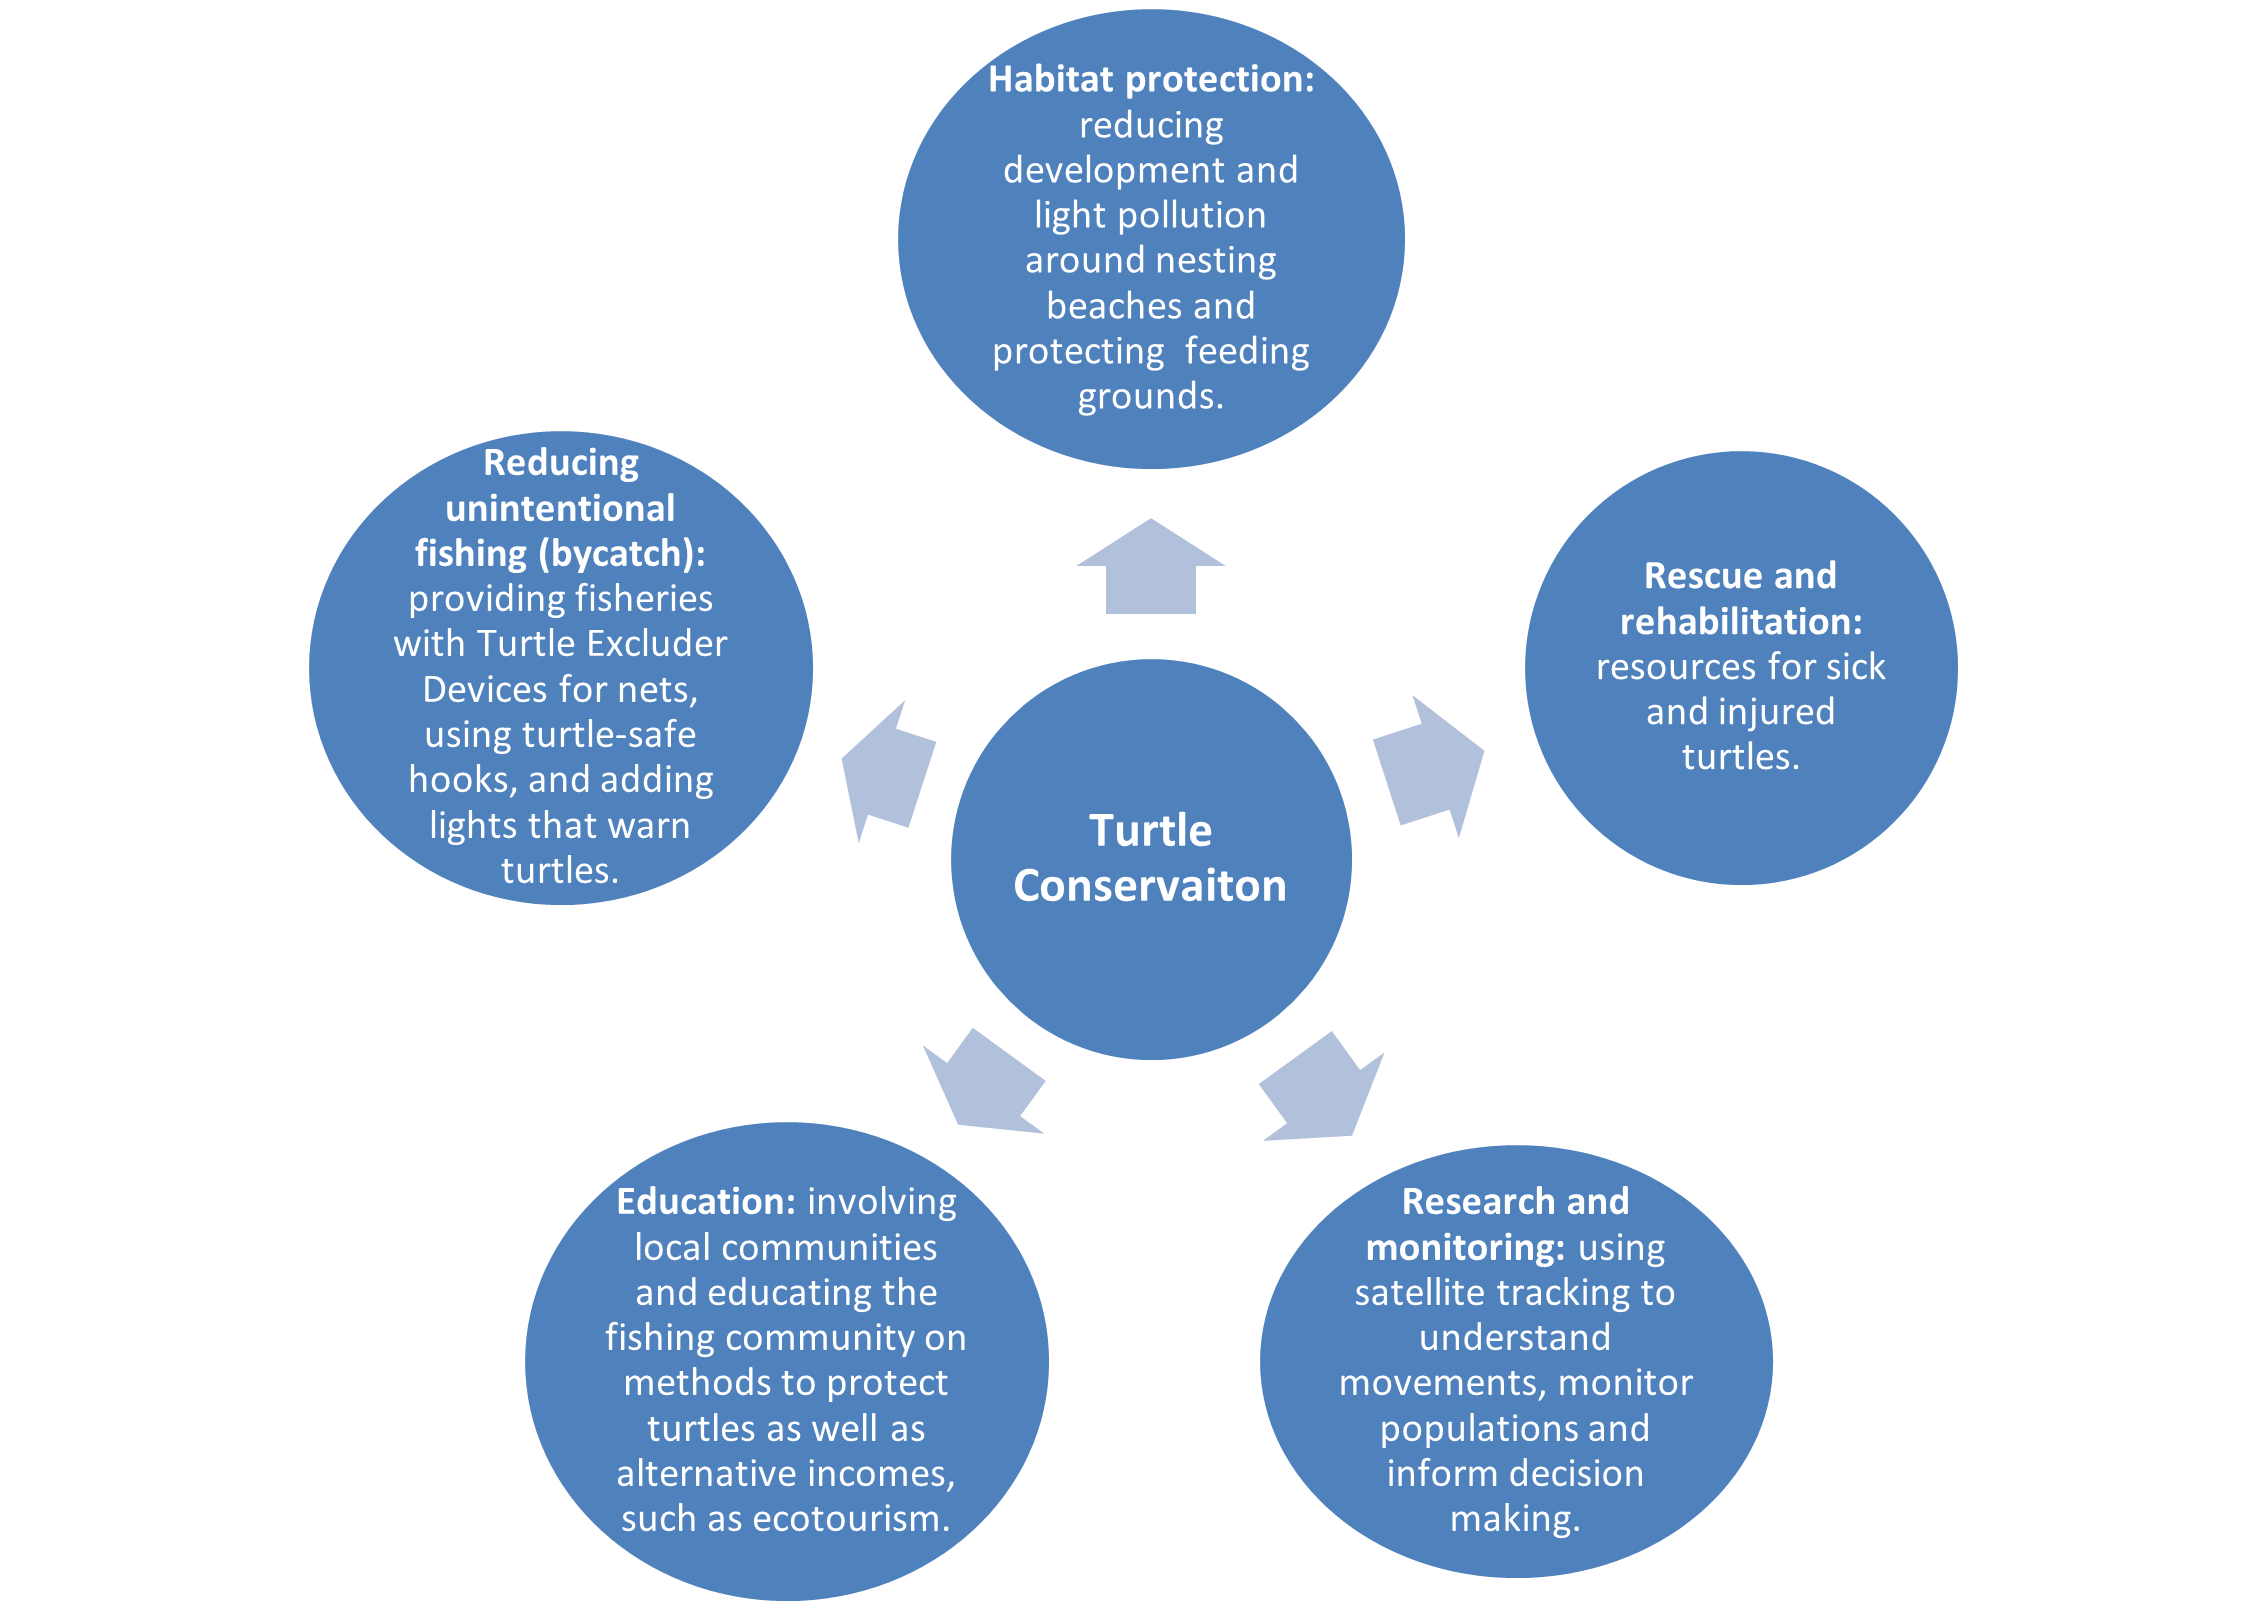 Habitat protection:
reducing
development and
light pollution
around nesting
beaches and
protecting  feeding
grounds.
Rescue and
rehabilitation:
resources for sick
and injured
turtles.
Research and
monitoring: using
satellite tracking to
understand
movements, monitor
populations and
inform decision
making.
Education: involving
local communities
and educating the
fishing community on
methods to protect
turtles as well as
alternative incomes,
such as ecotourism.
Reducing
unintentional
fishing (bycatch):
providing fisheries
with Turtle Excluder
Devices for nets,
using turtle-safe
hooks, and adding
lights that warn
turtles.
Turtle
Conservaiton